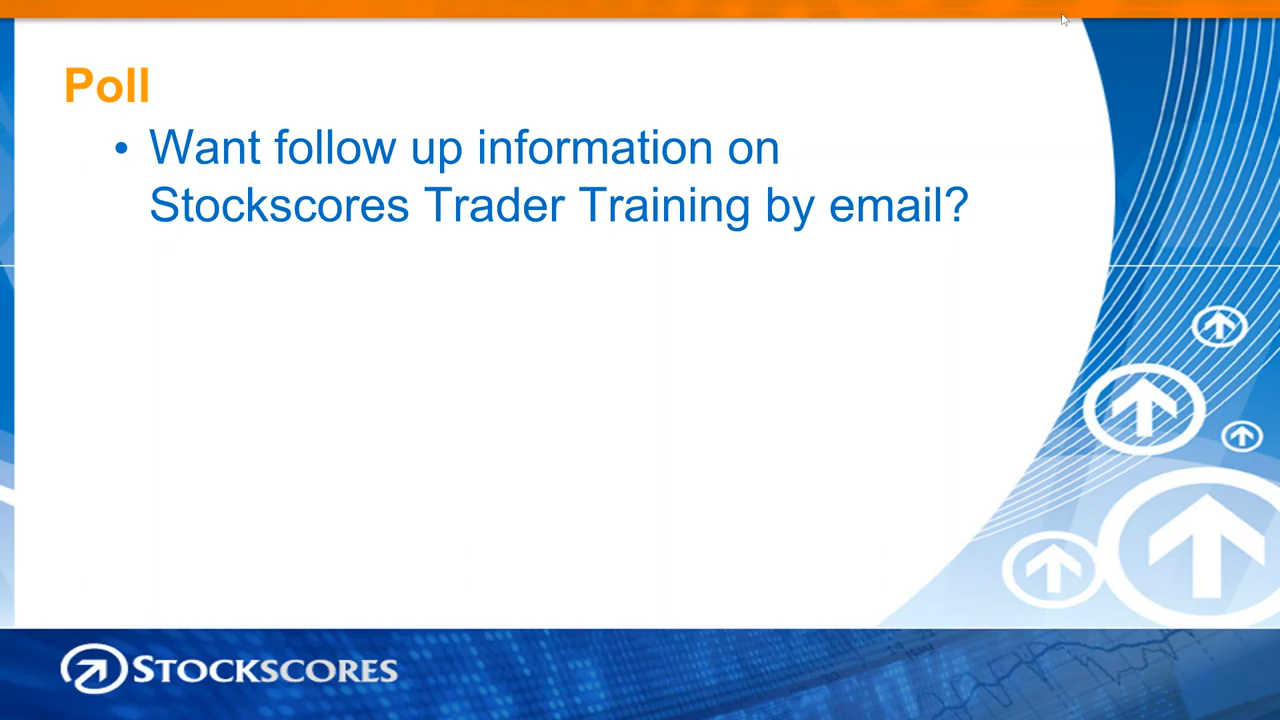 Poll
• Want follow up information on
Stockscores Trader Training by email?
STOCKSCORES